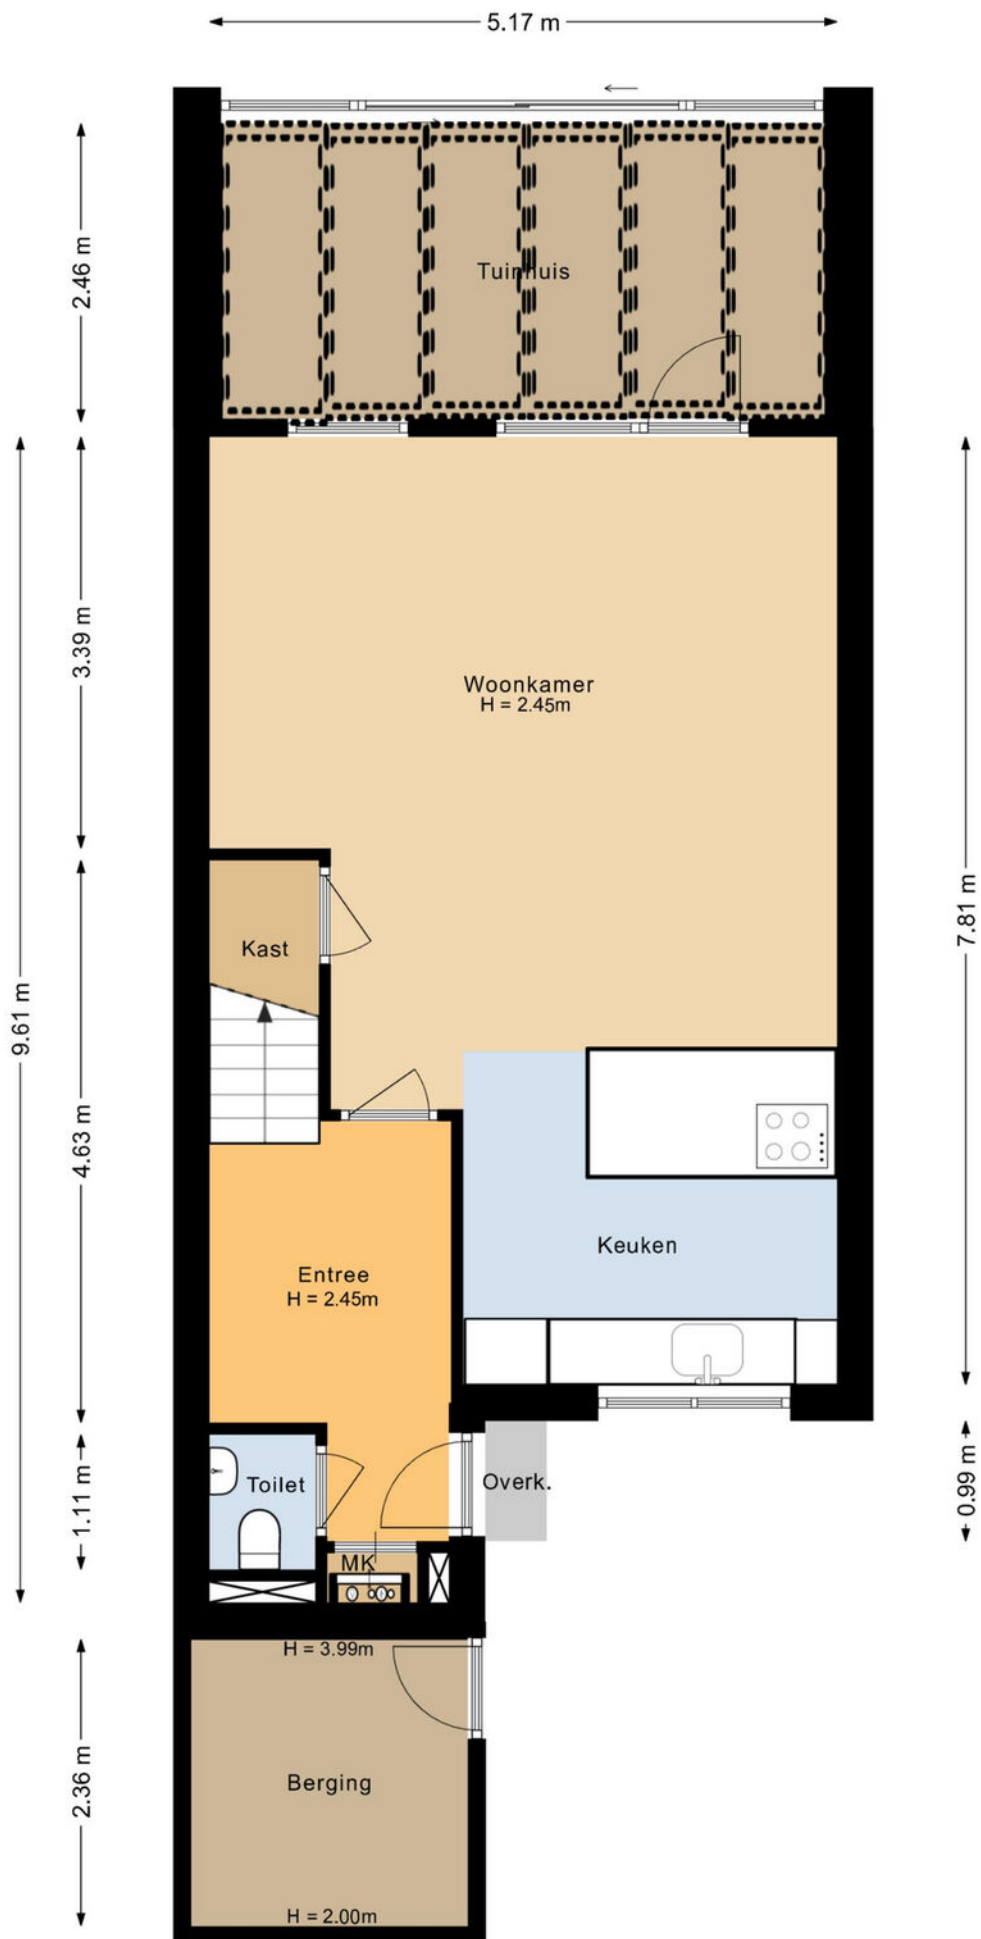 5.17 m
2.46 m
Tuinhuis
3.39 m
Woonkamer
H = 2.45m
7.81 m
Kast
9.61 m
4.63 m
Keuken
Entree
H = 2.45m
Toilet
Overk.
1.11 m
0.99 m
MK
H = 3.99m
2.36 m
Berging
H = 2.00m